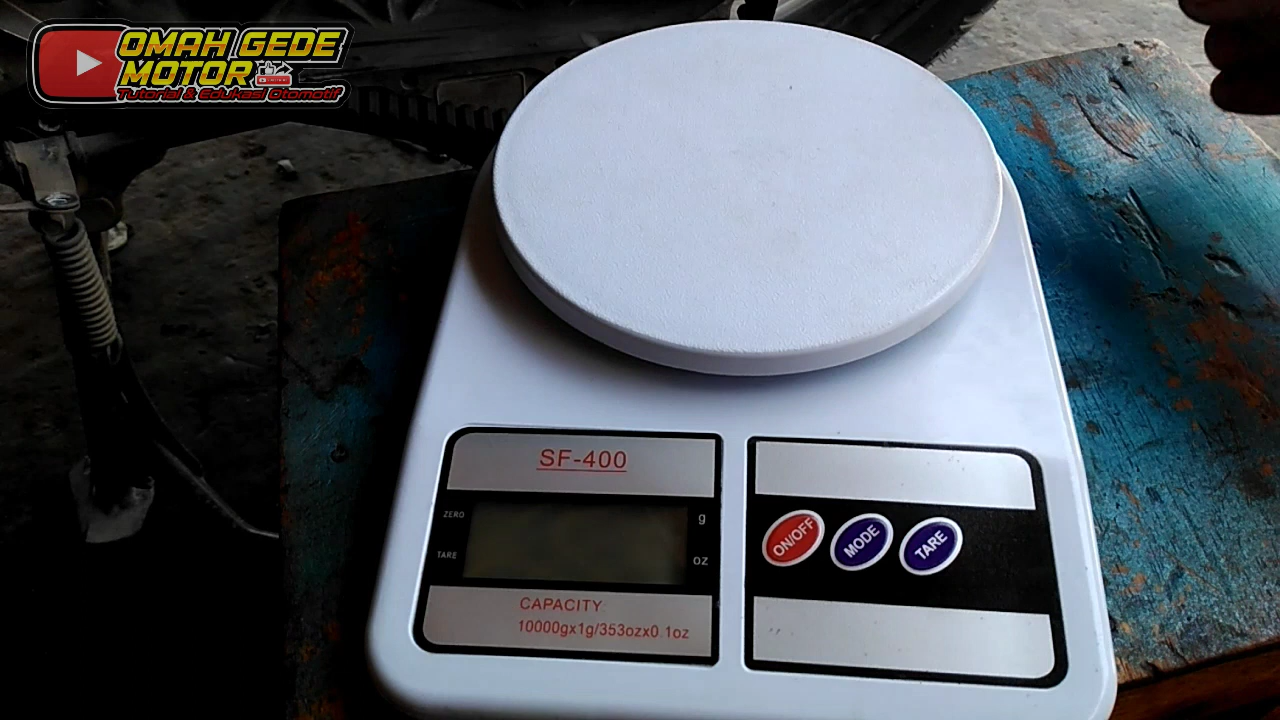 OMAH GEDE
MOTOR
Tutorial & Edukasi Otomotif
SF-400
ZERO
g
TARE
oz
CAPACITY:
10000gx1g/353ozx0.1oz
ON/OFF
MODE
TARE